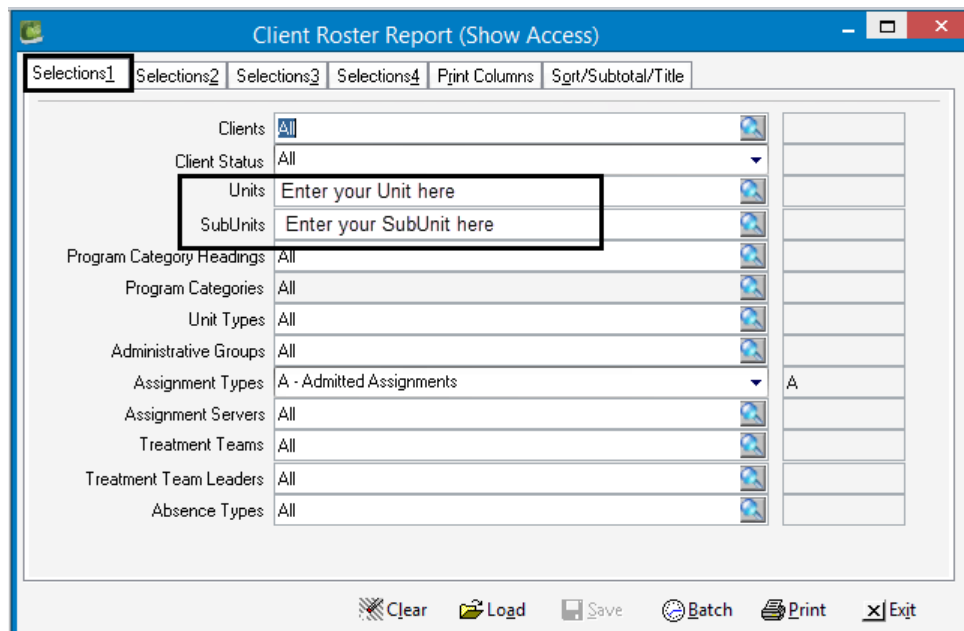 Client Roster Report (Show Access)
Selections1 Selections2 Selections3 Selections4 Print Columns Sort/Subtotal/Title
Clients All
Client Status All
Units Enter your Unit here
SubUnits Enter your SubUnit here
Program Category Headings All
Program Categories All
Unit Types All
Administrative Groups All
Assignment Types A - Admitted Assignments A
Assignment Servers All
Treatment Teams All
Treatment Team Leaders All
Absence Types All
Clear Load Save Batch Print Exit